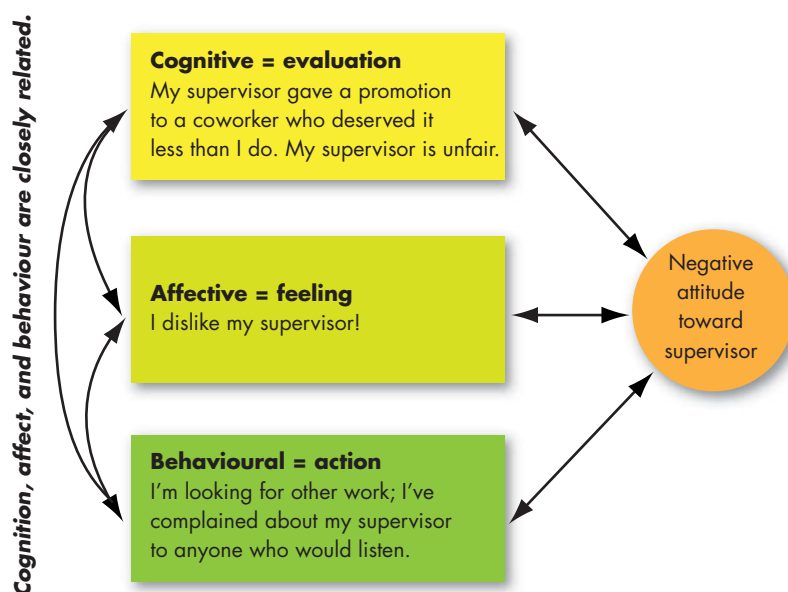 Cognition, affect, and behaviour are closely related.
Cognitive = evaluation
My supervisor gave a promotion
to a coworker who deserved it
less than I do. My supervisor is unfair.
Affective = feeling
I dislike my supervisor!
Behavioural = action
I'm looking for other work; I've
complained about my supervisor
to anyone who would listen.
Negative
attitude
toward
supervisor